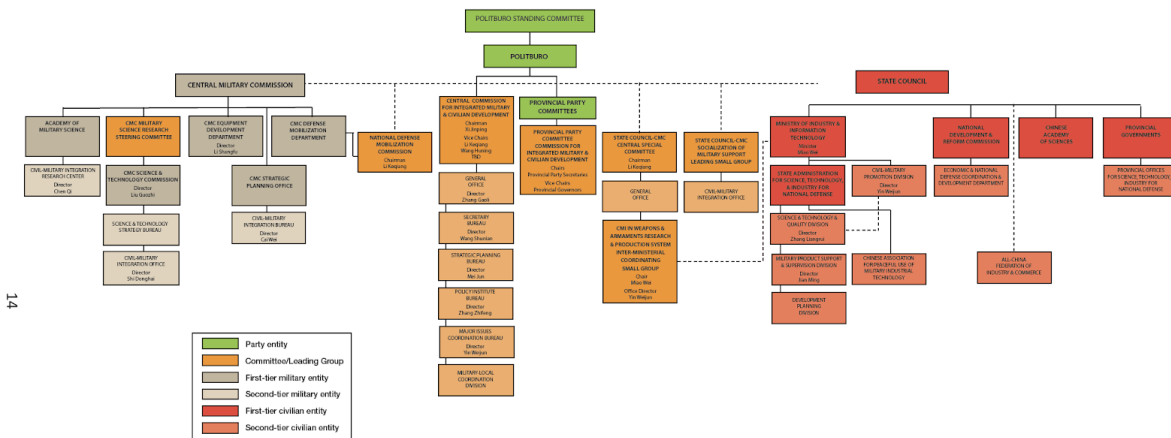 POLITBURO STANDING COMMITTEE
POLITBURO
CENTRAL MILITARY COMMISSION
STATE COUNCIL
ACADEMY OF
MILITARY SCIENCE
CIVIL-MILITARY INTEGRATION
RESEARCH CENTER
Director
Chen Qi
CMC MILITARY
SCIENCE RESEARCH
STEERING COMMITTEE
CMC SCIENCE &
TECHNOLOGY COMMISSION
Director
Liu Guozhi
SCIENCE & TECHNOLOGY
STRATEGY BUREAU
CIVIL-MILITARY
INTEGRATION OFFICE
Director
Shi Donghai
CMC EQUIPMENT
DEVELOPMENT
DEPARTMENT
Director
Li Shangfu
CMC DEFENSE
MOBILIZATION
DEPARTMENT
CMC STRATEGIC
PLANNING OFFICE
CIVIL-MILITARY
INTEGRATION BUREAU
Director
Cai Wei
NATIONAL DEFENSE
MOBILIZATION
COMMISSION
Chairman
Li Keqiang
CENTRAL COMMISSION
FOR INTEGRATED MILITARY
& CIVILIAN DEVELOPMENT
Chairman
Xi Jinping
Vice Chairs
Li Keqiang
Wang Huning
TBD
GENERAL
OFFICE
Director
Zhang Gaoli
SECRETARY
BUREAU
Director
Wang Shunian
STRATEGIC PLANNING
BUREAU
Director
Mei Jun
POLICY INSTITUTE
BUREAU
Director
Zhang Zhifeng
MAJOR ISSUES
COORDINATION BUREAU
Director
Yin Weijun
MILITARY-LOCAL
COORDINATION
DIVISION
PROVINCIAL PARTY
COMMITTEES
PROVINCIAL PARTY
COMMITTEE
COMMISSION FOR
INTEGRATED MILITARY &
CIVILIAN DEVELOPMENT
Chairs
Provincial Party Secretaries
Vice Chairs
Provincial Governors
STATE COUNCIL-CMC
CENTRAL SPECIAL
COMMITTEE
Chairman
Li Keqiang
GENERAL
OFFICE
CMI IN WEAPONS &
ARMAMENTS RESEARCH
& PRODUCTION SYSTEM
INTER-MINISTERIAL
COORDINATING
SMALL GROUP
Chair
Miao Wei
Office Director
Yin Weijun
STATE COUNCIL-CMC
SOCIALIZATION OF
MILITARY SUPPORT
LEADING SMALL GROUP
CIVIL-MILITARY
INTEGRATION OFFICE
MINISTER OF INDUSTRY &
INFORMATION
TECHNOLOGY
Minister
Miao Wei
STATE ADMINISTRATION
FOR SCIENCE, TECHNOLOGY,
& INDUSTRY FOR
NATIONAL DEFENSE
SCIENCE & TECHNOLOGY &
QUALITY DIVISION
Director
Zhang Liangrui
MILITARY PRODUCT SUPPORT
& SUPERVISION DIVISION
Director
Jian Ming
DEVELOPMENT
PLANNING
DIVISION
CIVIL-MILITARY
PROMOTION DIVISION
Director
Yin Weijun
CHINESE ASSOCIATION
FOR PEACEFUL USE OF
MILITARY INDUSTRIAL
TECHNOLOGY
NATIONAL
DEVELOPMENT &
REFORM COMMISSION
ECONOMIC & NATIONAL
DEFENSE COORDINATION &
DEVELOPMENT DEPARTMENT
CHINESE
ACADEMY
OF SCIENCES
ALL-CHINA
FEDERATION OF
INDUSTRY & COMMERCE
PROVINCIAL
GOVERNMENTS
PROVINCIAL OFFICES
FOR SCIENCE, TECHNOLOGY,
INDUSTRY FOR
NATIONAL DEFENSE
Party entity
Committee/Leading Group
First-tier military entity
Second-tier military entity
First-tier civilian entity
Second-tier civilian entity
14